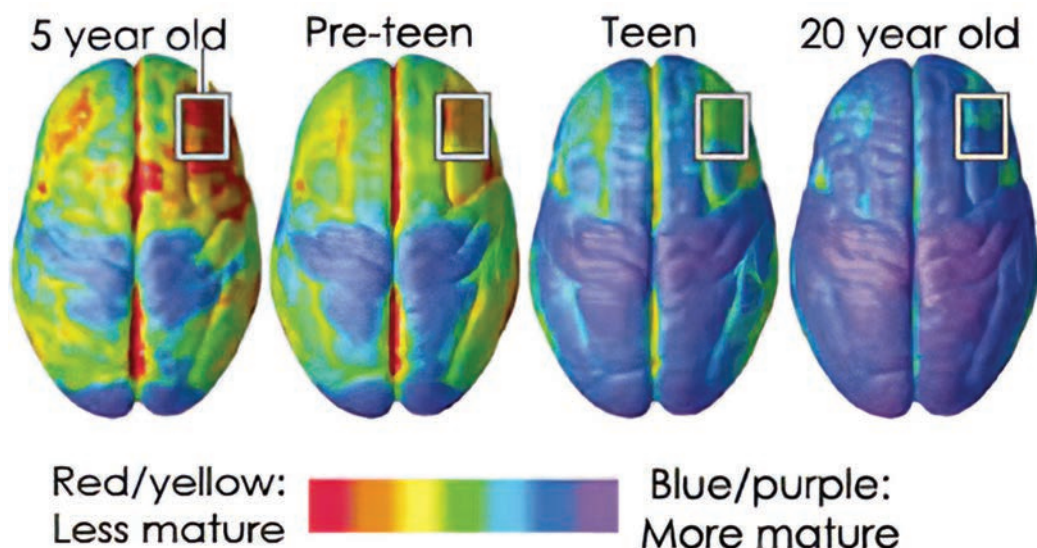 5 year old
Pre-teen
Teen
20 year old
Red/yellow:
Less mature
Blue/purple:
More mature